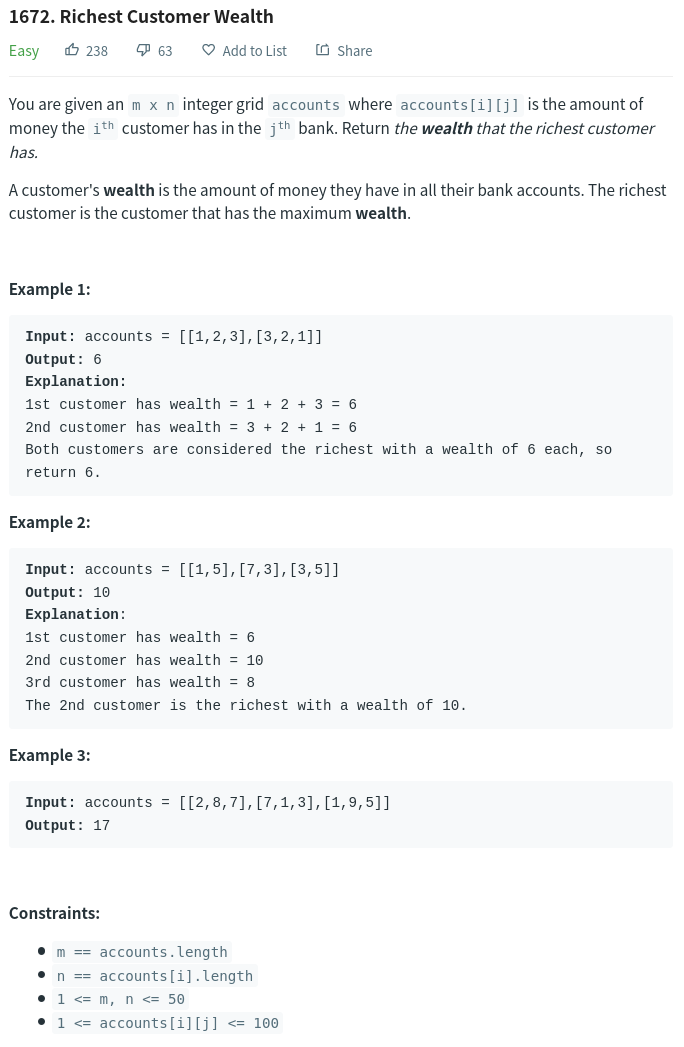 1672. Richest Customer Wealth
Easy 238 63 Add to List Share
You are given an m x n integer grid accounts where accounts[i][j] is the amount of
money the ith customer has in the jth bank. Return the wealth that the richest customer
has.
A customer's wealth is the amount of money they have in all their bank accounts. The richest
customer is the customer that has the maximum wealth.
Example 1:
Input: accounts = [[1,2,3],[3,2,1]]
Output: 6
Explanation:
1st customer has wealth = 1 + 2 + 3 = 6
2nd customer has wealth = 3 + 2 + 1 = 6
Both customers are considered the richest with a wealth of 6 each, so
return 6.
Example 2:
Input: accounts = [[1,5],[7,3],[3,5]]
Output: 10
Explanation:
1st customer has wealth = 6
2nd customer has wealth = 10
3rd customer has wealth = 8
The 2nd customer is the richest with a wealth of 10.
Example 3:
Input: accounts = [[2,8,7],[7,1,3],[1,9,5]]
Output: 17
Constraints:
m == accounts.length
n == accounts[i].length
1 <= m, n <= 50
1 <= accounts[i][j] <= 100